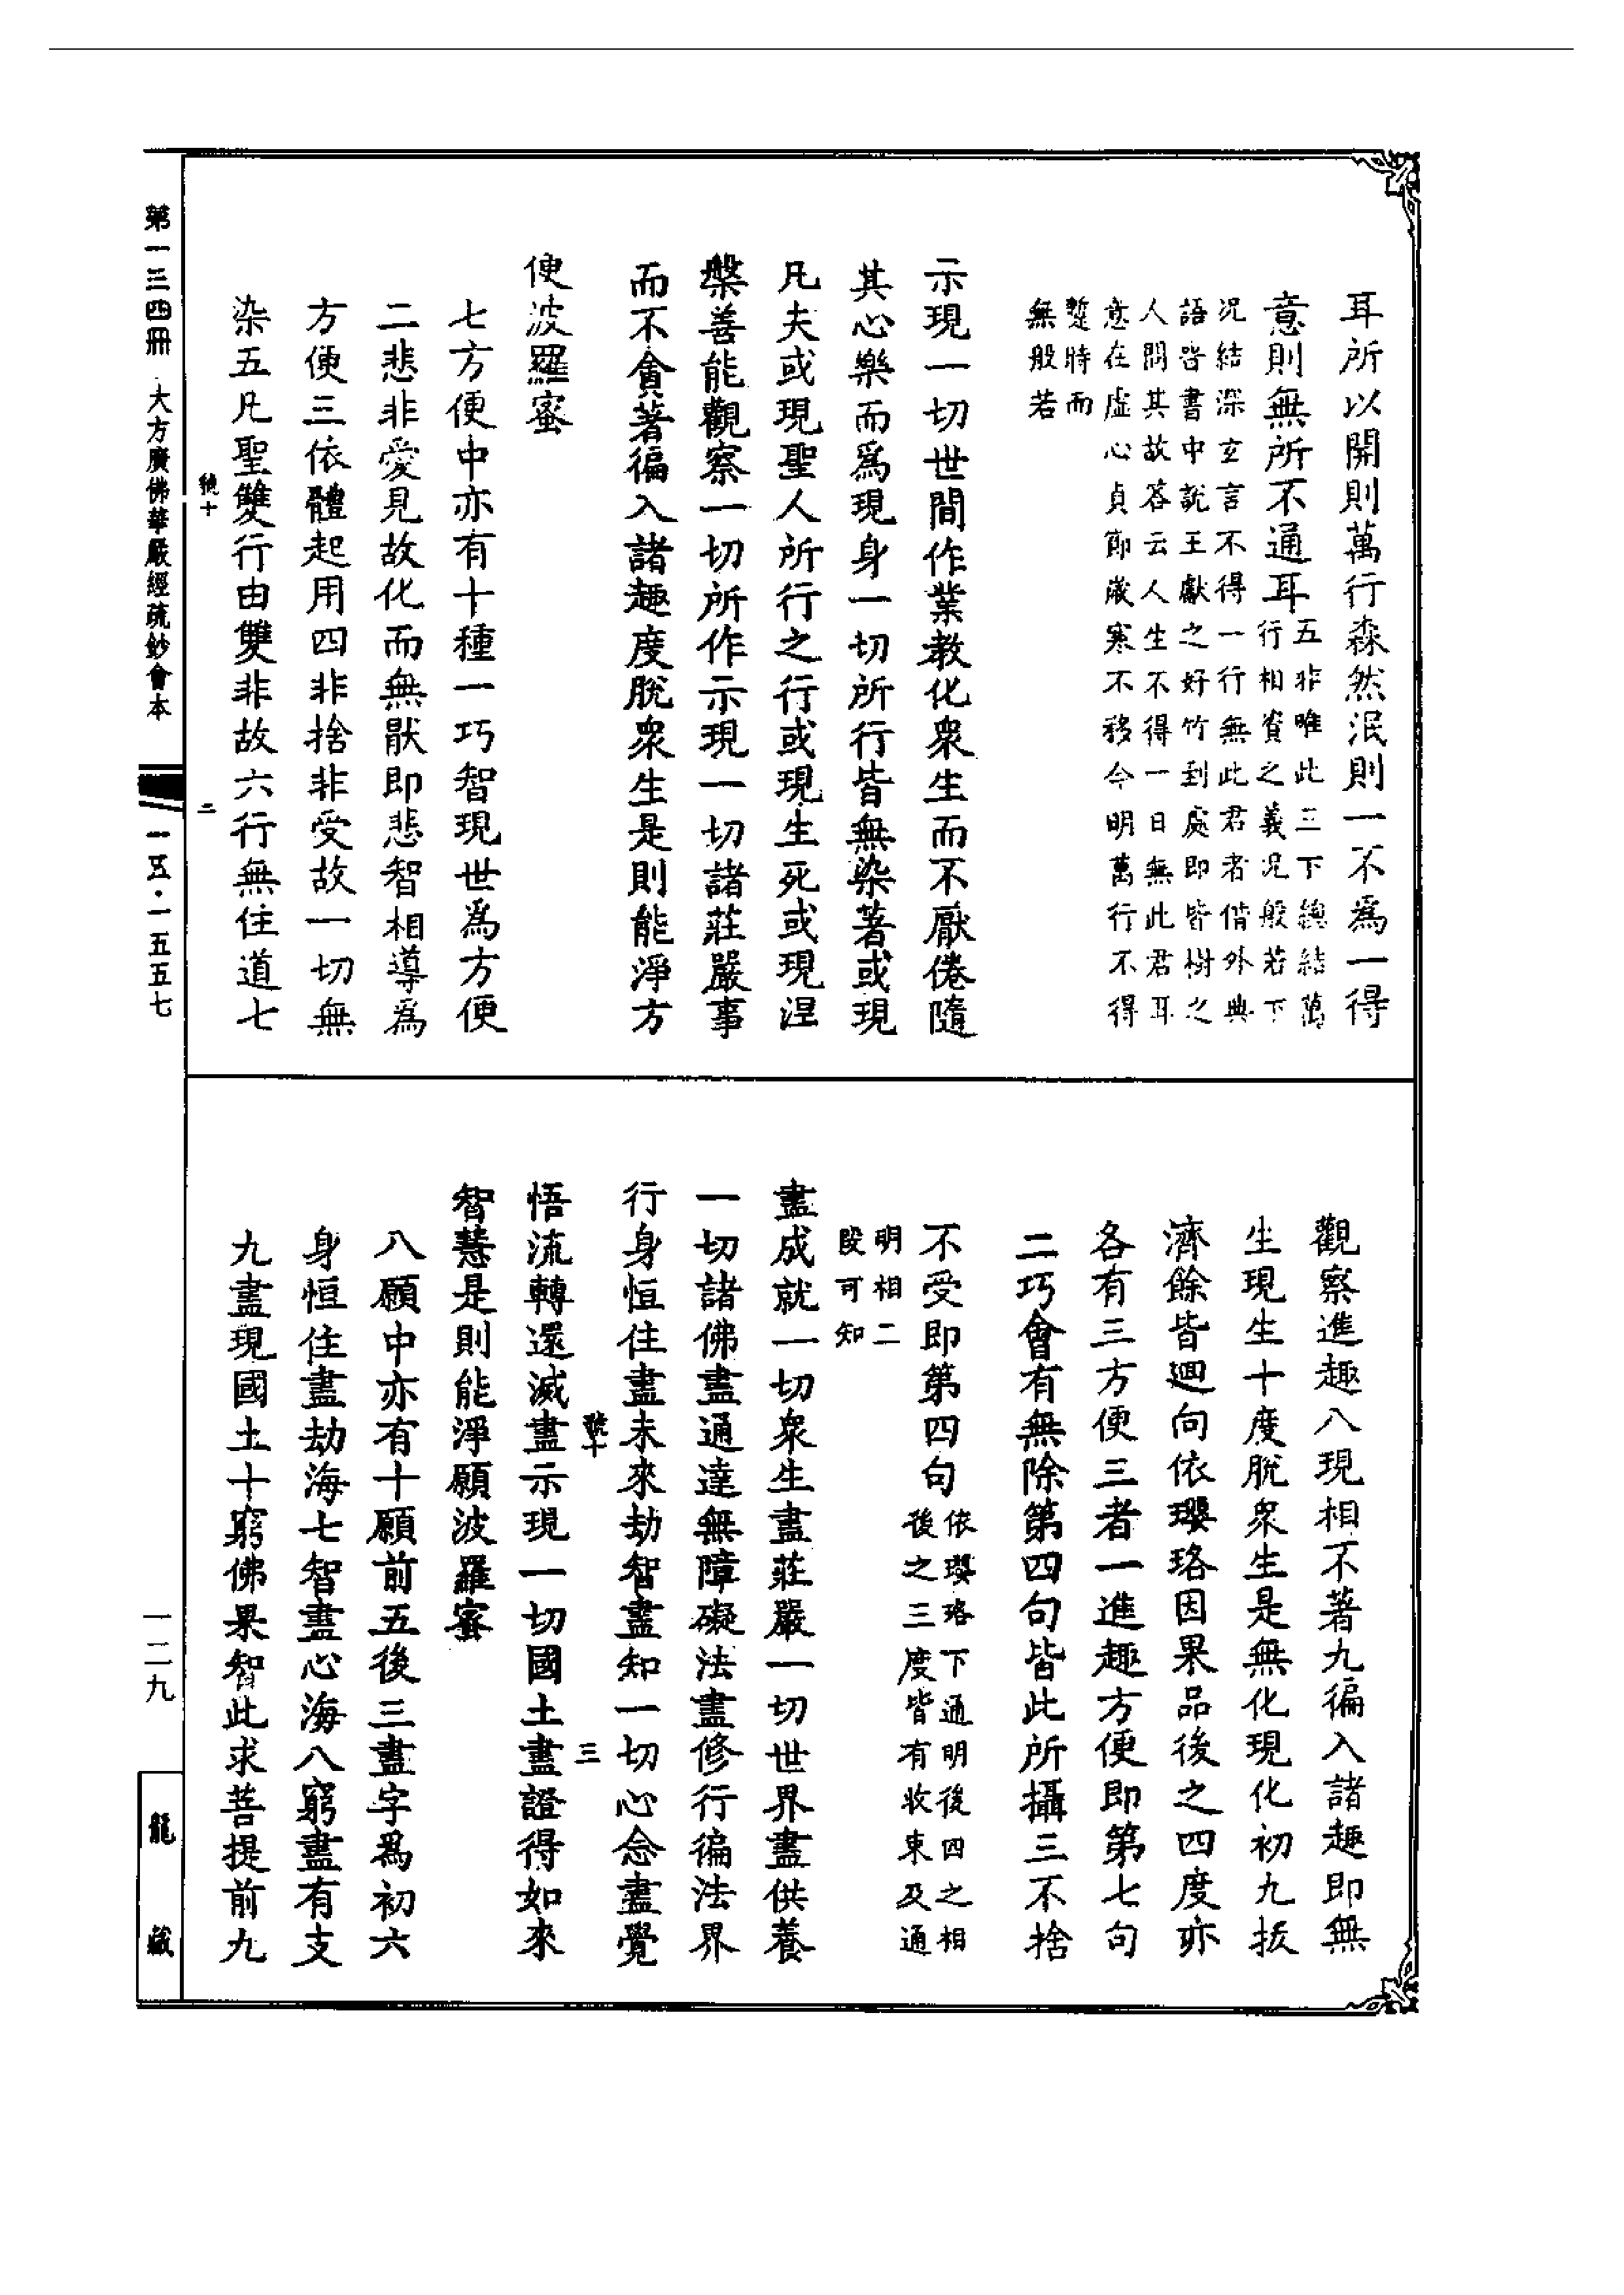 耳所以開則萬行森然泯則一不為一得
意則無所不通耳五非唯此三下總結萬
行相資之義況般若下
況結深玄言不得一行無此君者借外典
語皆書中說王獻之好竹到處即皆樹之
人問其故答云人生不得一日無此君耳
意在虛心貞節歲寒不移今明萬行不得
蹔時而
無般若
示現一切世間作業教化衆生而不厭倦隨
其心樂而爲現身一切所行皆無染著或現
凡夫或現聖人所行之行或現生死或現涅
槃善能觀察一切所作示現一切諸莊嚴事
而不貪著徧入諸趣度脫衆生是則能淨方
便波羅蜜
七方便中亦有十種一巧智現世爲方便
二悲非愛見故化而無厭即悲智相導爲
方便三依體起用四非捨非受故一切無
染五凡聖雙行由雙非故六行無住道七
號十
二
觀察進趣八現相不著九徧入諸趣即無
生現生十度脫衆生是無化現化初九拔
濟餘皆迴向依瓔珞因果品後之四度亦
各有三方便三者一進趣方便即第七句
二巧會有無除第四句皆此所攝三不捨
不受即第四句依瓔珞下通明後四之相
後之三度皆有收束及通
明相二
段可知
盡成就一切衆生盡莊嚴一切世界盡供養
一切諸佛盡通達無障礙法盡修行徧法界
行身恒住盡未來劫智盡知一切心念盡覺
號十
三
悟流轉還滅盡示現一切國土盡證得如來
智慧是則能淨願波羅蜜
八願中亦有十願前五後三盡字爲初六
身恒住盡劫海七智盡心海八窮盡有支
九盡現國土十窮佛果智此求菩提前九
第一三四冊 大方廣佛華嚴經疏鈔會本
一五·一五五七
一二九
龍藏